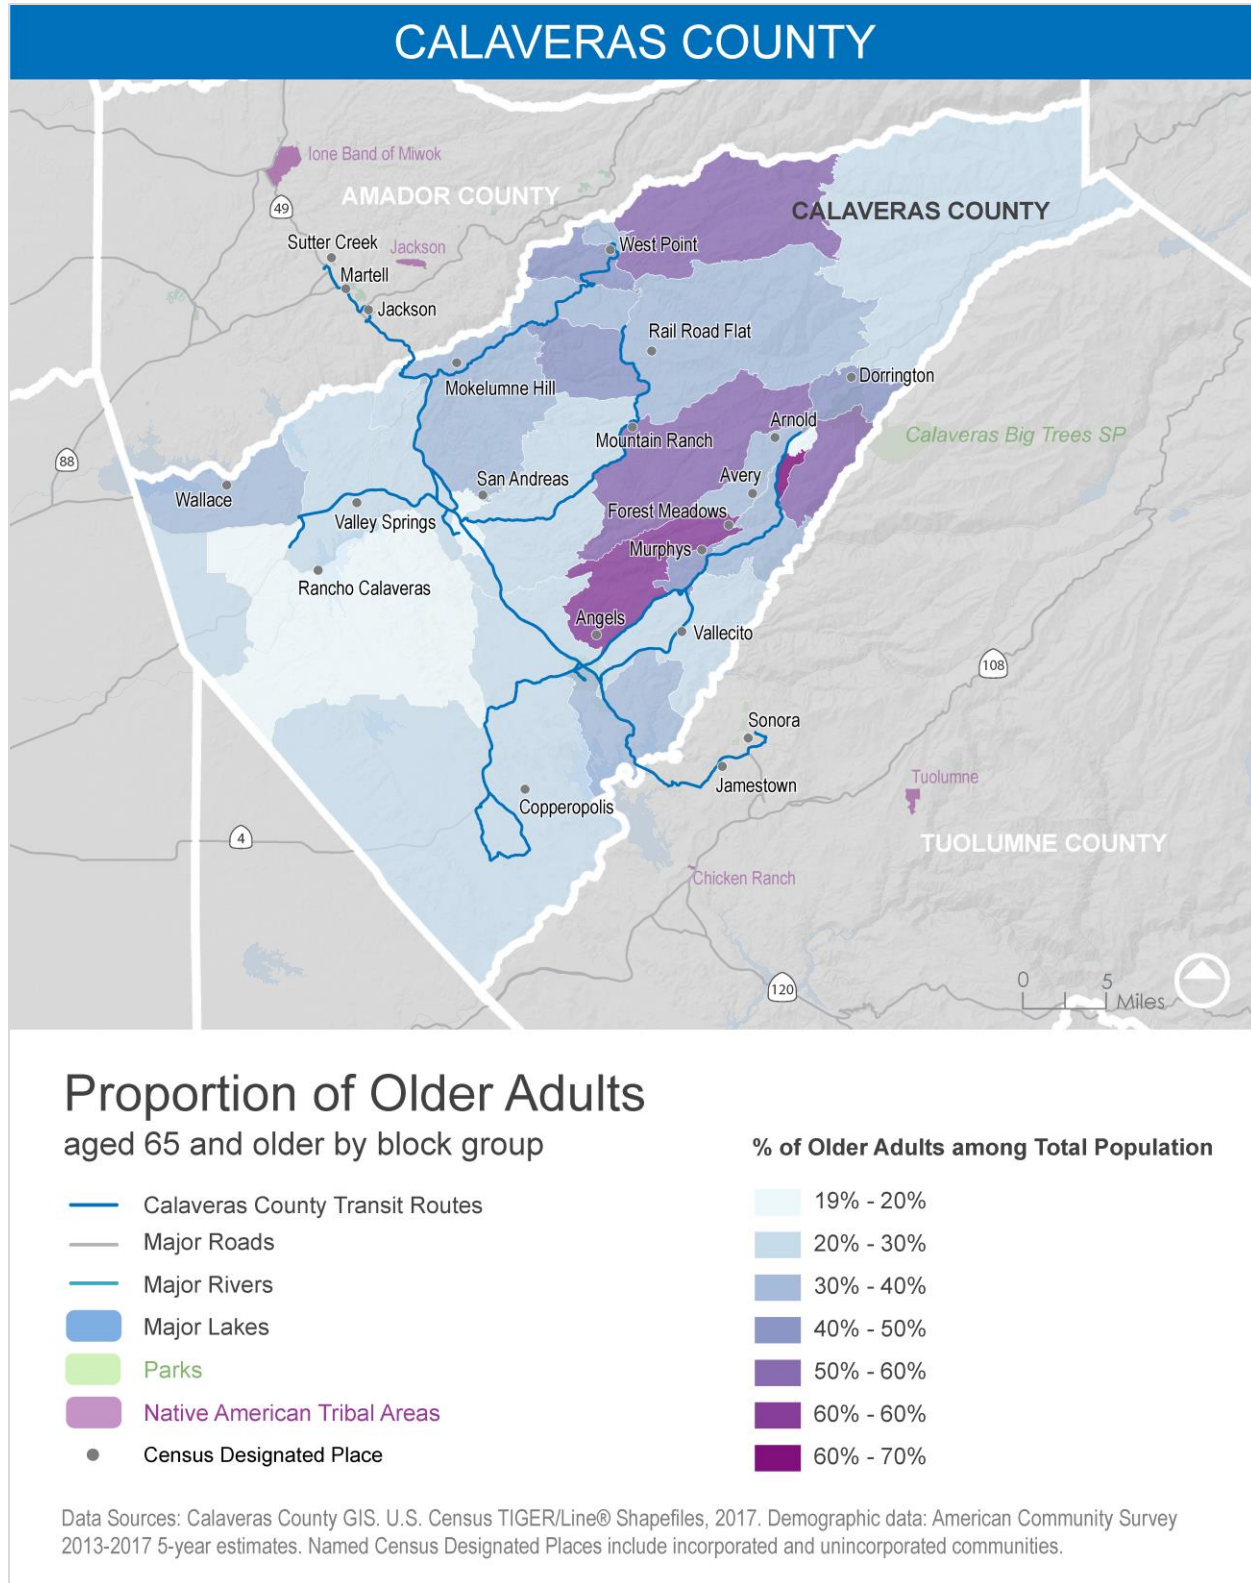 CALAVERAS COUNTY
Ione Band of Miwok
AMADOR COUNTY
49
CALAVERAS COUNTY
Sutter Creek
Jackson
West Point
Martell
Jackson
Rail Road Flat
Mokelumne Hill
Dorrington
Arnold
Mountain Ranch
Calaveras Big Trees SP
88
San Andreas
Avery
Wallace
Forest Meadows
Valley Springs
Murphys
Rancho Calaveras
Angels
Vallecito
108
Sonora
Jamestown
Tuolumne
Copperopolis
4
TUOLUMNE COUNTY
Chicken Ranch
120
0 5
Miles
Proportion of Older Adults
aged 65 and older by block group
Calaveras County Transit Routes
Major Roads
Major Rivers
Major Lakes
Parks
Native American Tribal Areas
Census Designated Place
% of Older Adults among Total Population
19% - 20%
20% - 30%
30% - 40%
40% - 50%
50% - 60%
60% - 60%
60% - 70%
Data Sources: Calaveras County GIS. U.S. Census TIGER/Line® Shapefiles, 2017. Demographic data: American Community Survey
2013-2017 5-year estimates. Named Census Designated Places include incorporated and unincorporated communities.